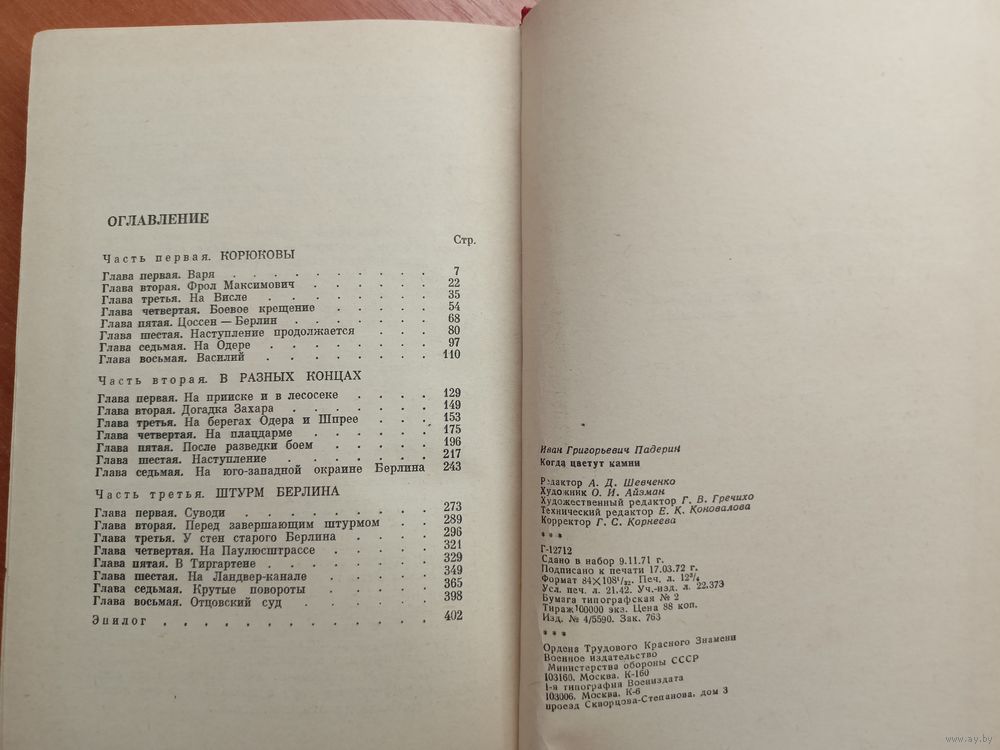 ОГЛАВЛЕНИЕ
Стр.
Часть первая. КОРЮКОВЫ
Глава первая. Варя . . . . . . . . . . 7
Глава вторая. Фрол Максимович . . . . . . 22
Глава третья. На Висле . . . . . . . . 35
Глава четвертая. Боевое крещение . . . . . 54
Глава пятая. Цоссен — Берлин . . . . . . . 68
Глава шестая. Наступление продолжается . . . 80
Глава седьмая. На Одере . . . . . . . . 97
Глава восьмая. Василий . . . . . . . . 110
Часть вторая. В РАЗНЫХ КОНЦАХ
Глава первая. На прииске и в лесосеке . . . . 129
Глава вторая. Догадка Захара . . . . . . 149
Глава третья. На берегах Одера и Шпрее . . . 153
Глава четвертая. На плацдарме . . . . . . 175
Глава пятая. После разведки боем . . . . . 196
Глава шестая. Наступление . . . . . . . 217
Глава седьмая. На юго-западной окраине Берлина 243
Часть третья. ШТУРМ БЕРЛИНА
Глава первая. Суводи . . . . . . . . . 273
Глава вторая. Перед завершающим штурмом . . 289
Глава третья. У стен старого Берлина . . . . 296
Глава четвертая. На Паулюсштрассе . . . . . 321
Глава пятая. В Тиргартене . . . . . . . 329
Глава шестая. На Ландвер-канале . . . . . 349
Глава седьмая. Крутые повороты . . . . . 365
Глава восьмая. Отцовский суд . . . . . . 398
Эпилог . . . . . . . . . . . . . 402
Иван Григорьевич Падерин
Когда цветут камни
Редактор А. Д. Шевченко
Художник О. И. Айзман
Художественный редактор Г. В. Гречихо
Технический редактор Е. К. Коновалова
Корректор Г. С. Корнеева
* * *
Г-12712
Сдано в набор 9.11.71 г.
Подписано к печати 17.03.72 г.
Формат 84×108¹/₃₂. Печ. л. 12³/₄
Усл. печ. л. 21.42. Уч.-изд. л. 22.373
Бумага типографская № 2
Тираж 100000 экз. Цена 88 коп.
Изд. № 4/5590. Зак. 763
* * *
Ордена Трудового Красного Знамени
Военное издательство
Министерства обороны СССР
103160. Москва. К-160
1-я типография Воениздата
103006. Москва. К-6
проезд Скворцова-Степанова, дом 3
www.ay.by